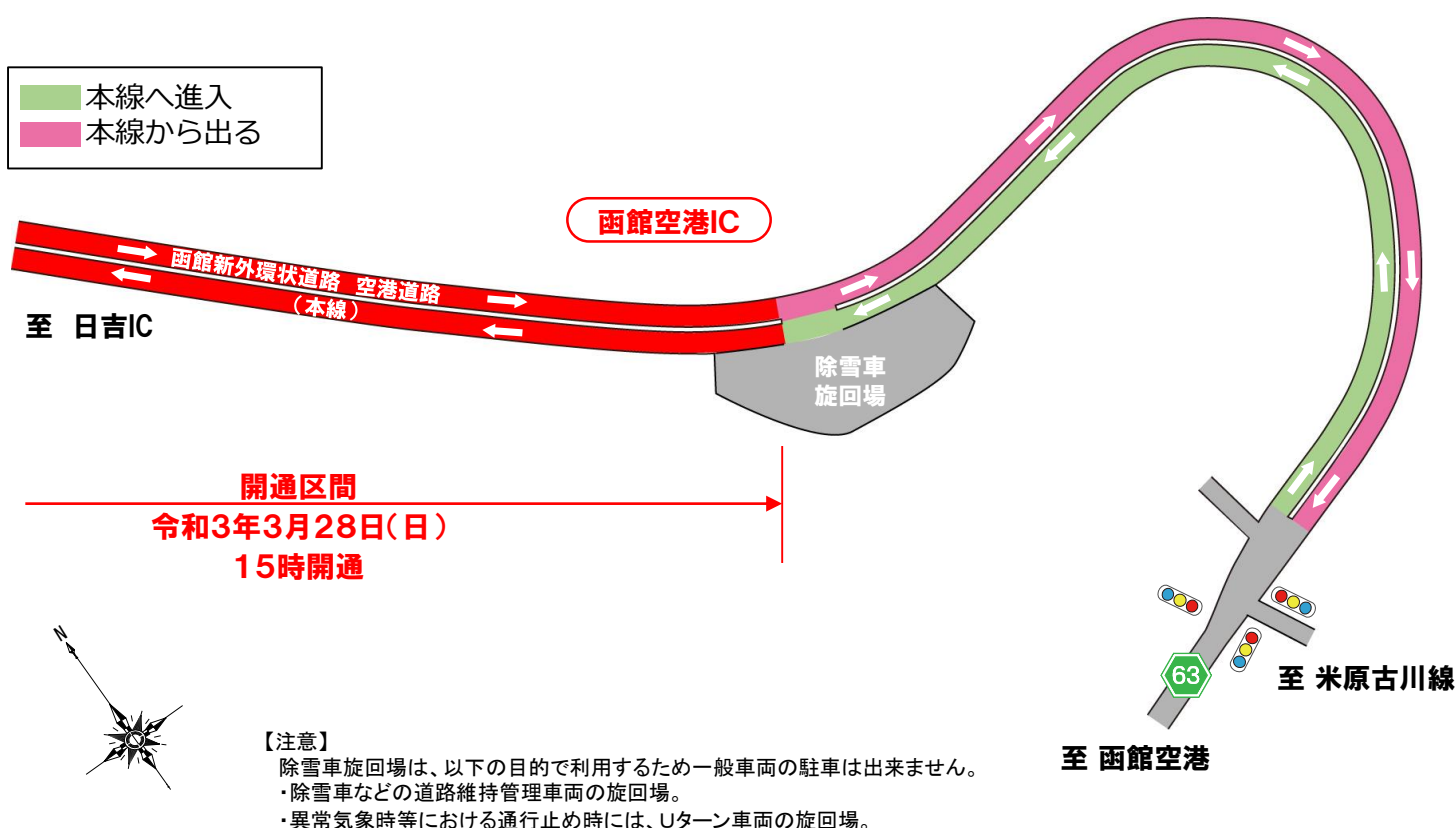 本線へ進入
本線から出る
函館空港IC
函館新外環状道路　空港道路
（本線）
至　日吉IC
除雪車
旋回場
開通区間
令和3年3月28日(日)
15時開通
N
63
至 米原古川線
至 函館空港
【注意】
除雪車旋回場は、以下の目的で利用するため一般車両の駐車は出来ません。
・除雪車などの道路維持管理車両の旋回場。
・異常気象時等における通行止め時には、Uターン車両の旋回場。